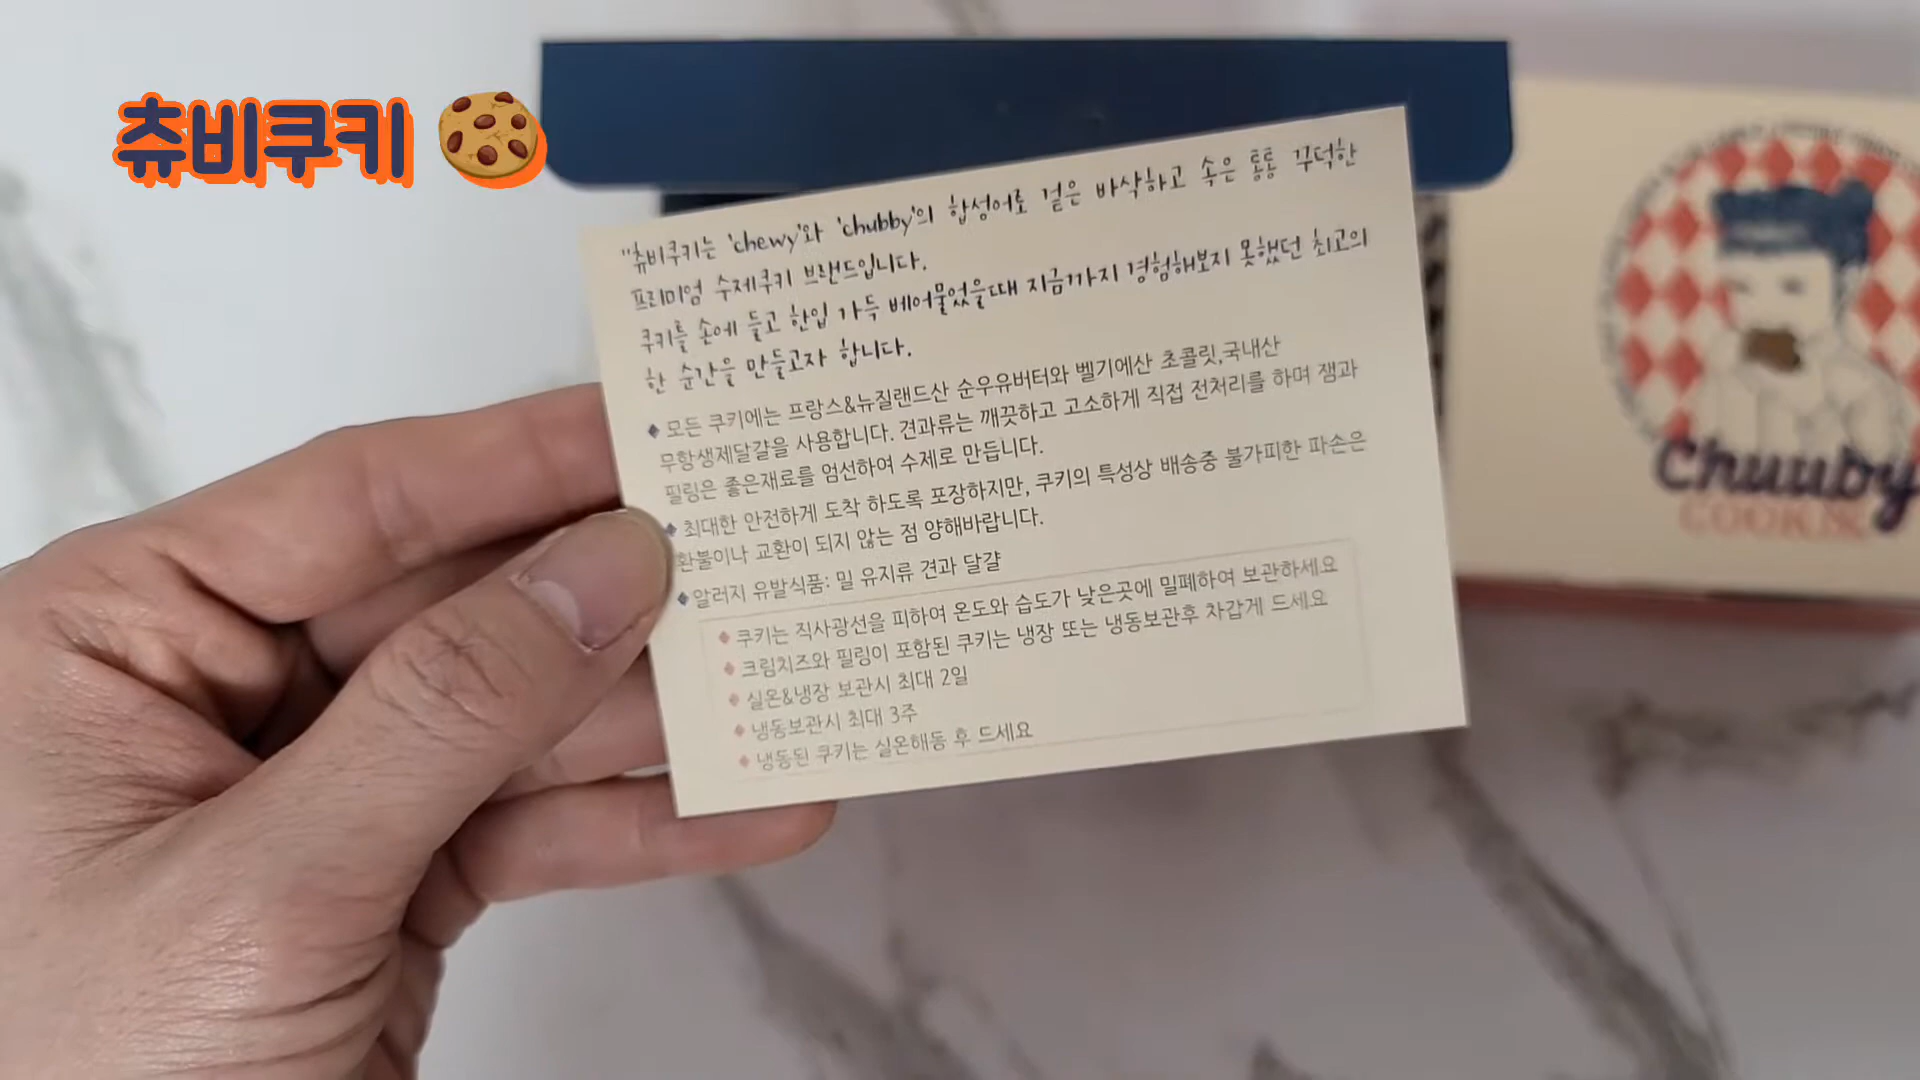 츄비쿠키
"츄비쿠키는 'chewy'와 'chubby'의 합성어로 겉은 바삭하고 속은 통통 꾸덕한
프리미엄 수제쿠키 브랜드입니다.
쿠키를 손에 들고 한입 가득 베어물었을때 지금까지 경험해보지 못했던 최고의
한 순간을 만들고자 합니다.
모든 쿠키에는 프랑스&뉴질랜드산 순우유버터와 벨기에산 초콜릿,국내산
무항생제달걀을 사용합니다. 견과류는 깨끗하고 고소하게 직접 전처리를 하며 잼과
필링은 좋은재료를 엄선하여 수제로 만듭니다.
최대한 안전하게 도착 하도록 포장하지만, 쿠키의 특성상 배송중 불가피한 파손은
환불이나 교환이 되지 않는 점 양해바랍니다.
알러지 유발식품: 밀 유지류 견과 달걀
쿠키는 직사광선을 피하여 온도와 습도가 낮은곳에 밀폐하여 보관하세요
크림치즈와 필링이 포함된 쿠키는 냉장 또는 냉동보관후 차갑게 드세요
실온&냉장 보관시 최대 2일
냉동보관시 최대 3주
냉동된 쿠키는 실온해동 후 드세요
Chuuby
COOKIE